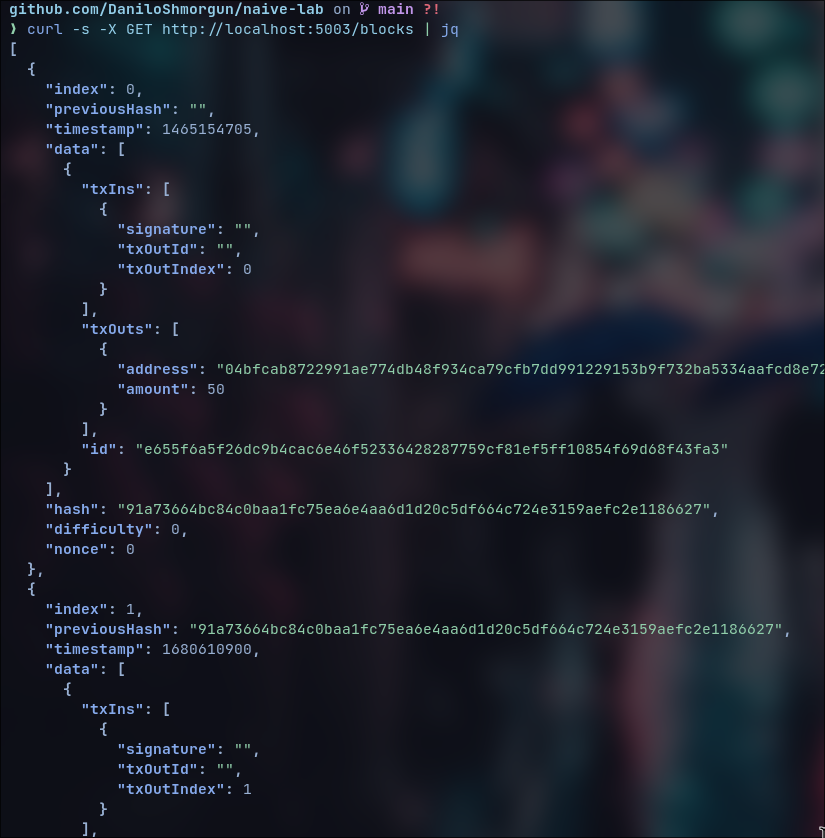 github.com/DaniloShmorgun/naive-lab on main ?!
❯ curl -s -X GET http://localhost:5003/blocks | jq
[
  {
    "index": 0,
    "previousHash": "",
    "timestamp": 1465154705,
    "data": [
      {
        "txIns": [
          {
            "signature": "",
            "txOutId": "",
            "txOutIndex": 0
          }
        ],
        "txOuts": [
          {
            "address": "04bfcab8722991ae774db48f934ca79cfb7dd991229153b9f732ba5334aafcd8e72
            "amount": 50
          }
        ],
        "id": "e655f6a5f26dc9b4cac6e46f52336428287759cf81ef5ff10854f69d68f43fa3"
      }
    ],
    "hash": "91a73664bc84c0baa1fc75ea6e4aa6d1d20c5df664c724e3159aefc2e1186627",
    "difficulty": 0,
    "nonce": 0
  },
  {
    "index": 1,
    "previousHash": "91a73664bc84c0baa1fc75ea6e4aa6d1d20c5df664c724e3159aefc2e1186627",
    "timestamp": 1680610900,
    "data": [
      {
        "txIns": [
          {
            "signature": "",
            "txOutId": "",
            "txOutIndex": 1
          }
        ],